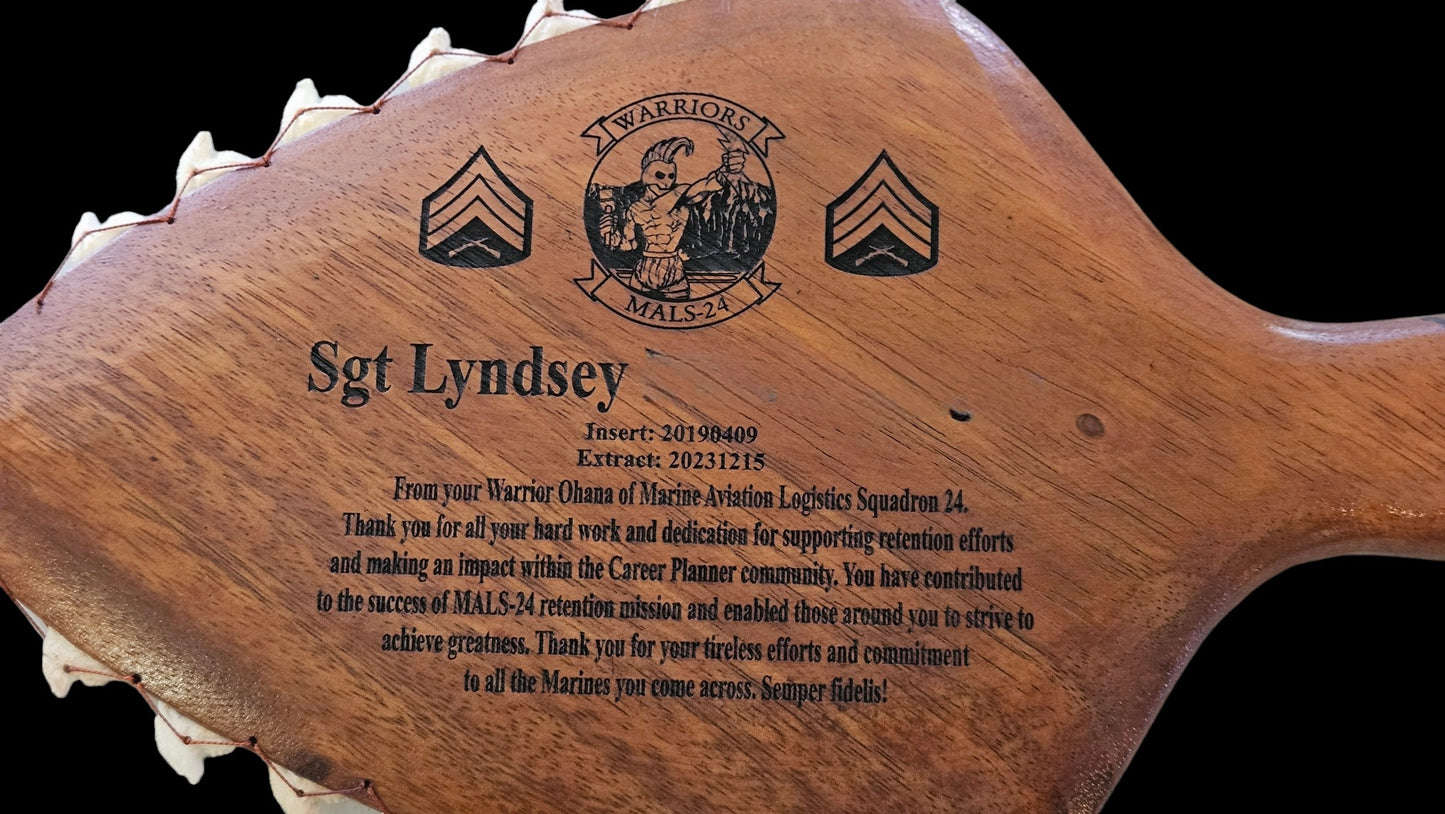 WARRIORS
MALS-24
Sgt Lyndsey
Insert: 20190409
Extract: 20231215
From your Warrior Ohana of Marine Aviation Logistics Squadron 24.
Thank you for all your hard work and dedication for supporting retention efforts
and making an impact within the Career Planner community. You have contributed
to the success of MALS-24 retention mission and enabled those around you to strive to
achieve greatness. Thank you for your tireless efforts and commitment
to all the Marines you come across. Semper fidelis!